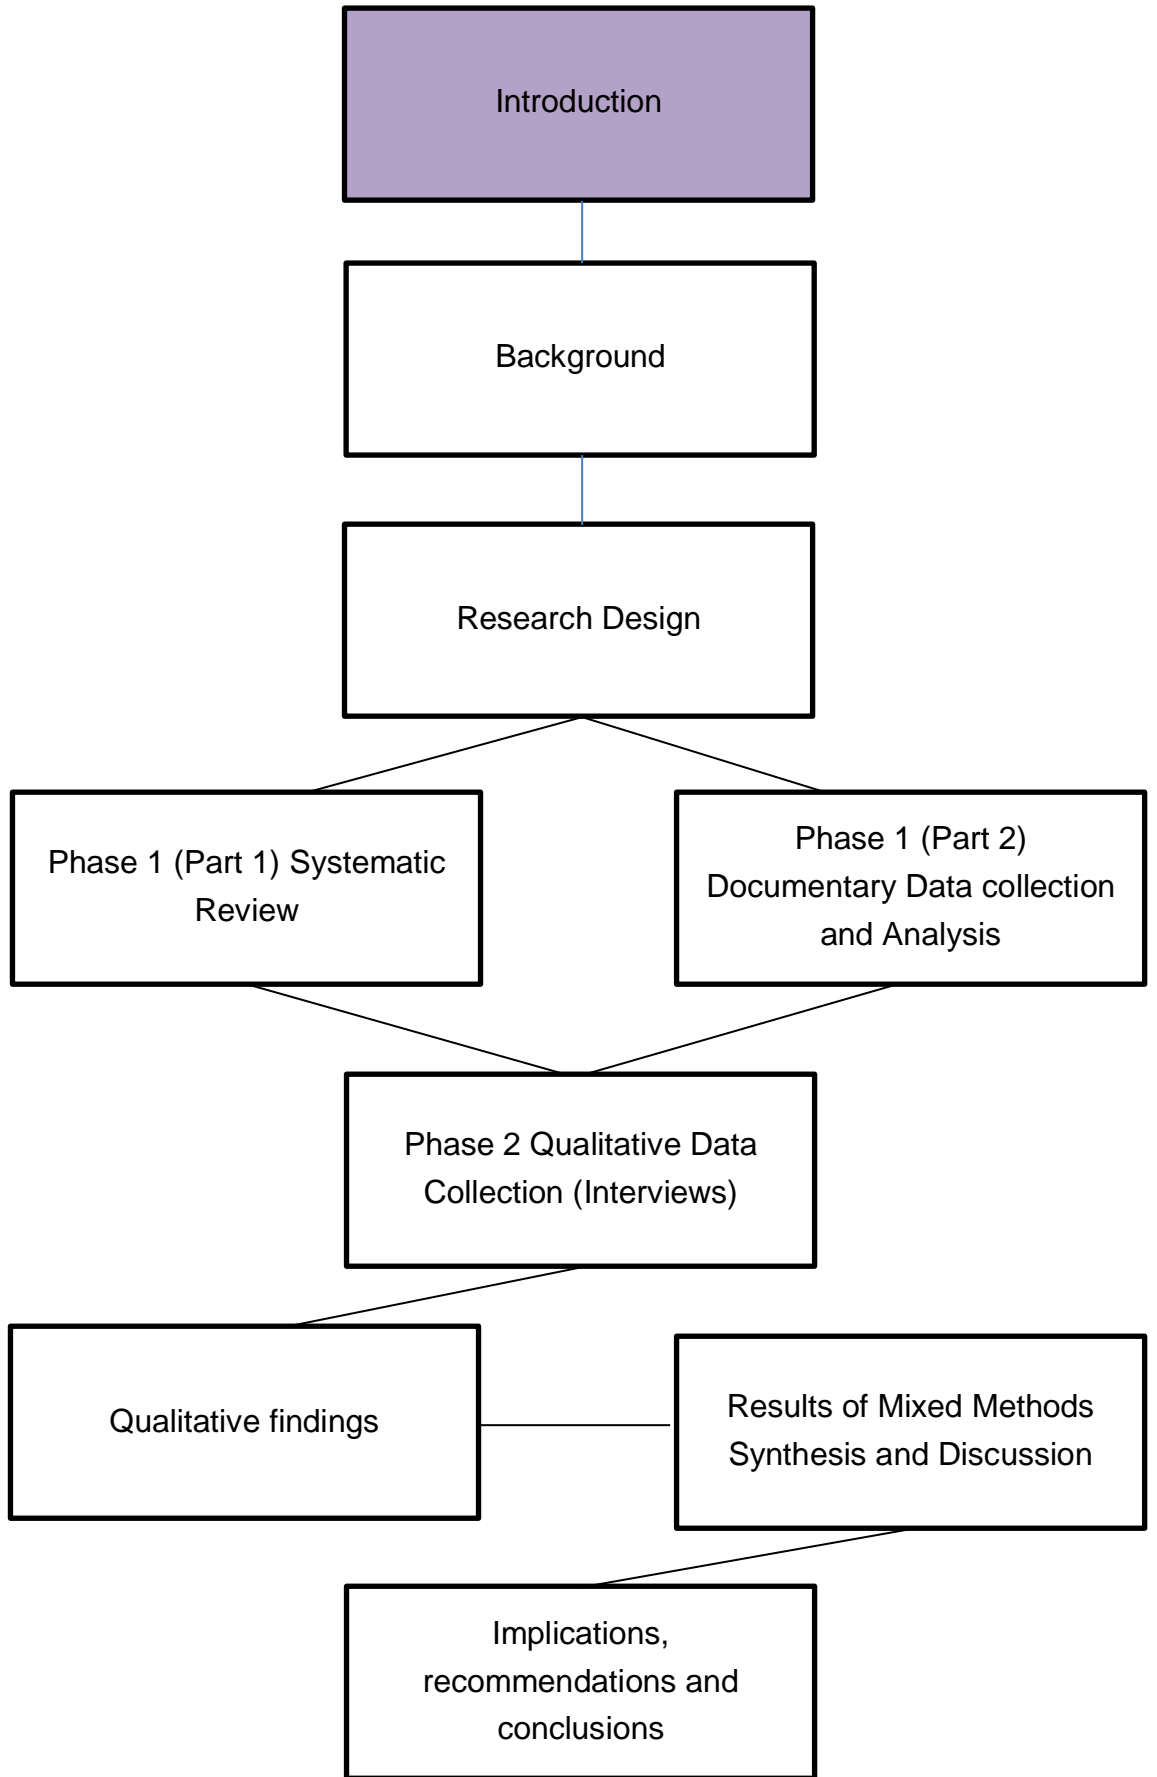 Introduction
Background
Research Design
Phase 1 (Part 1) Systematic
Review
Phase 1 (Part 2)
Documentary Data collection
and Analysis
Phase 2 Qualitative Data
Collection (Interviews)
Qualitative findings
Results of Mixed Methods
Synthesis and Discussion
Implications,
recommendations and
conclusions